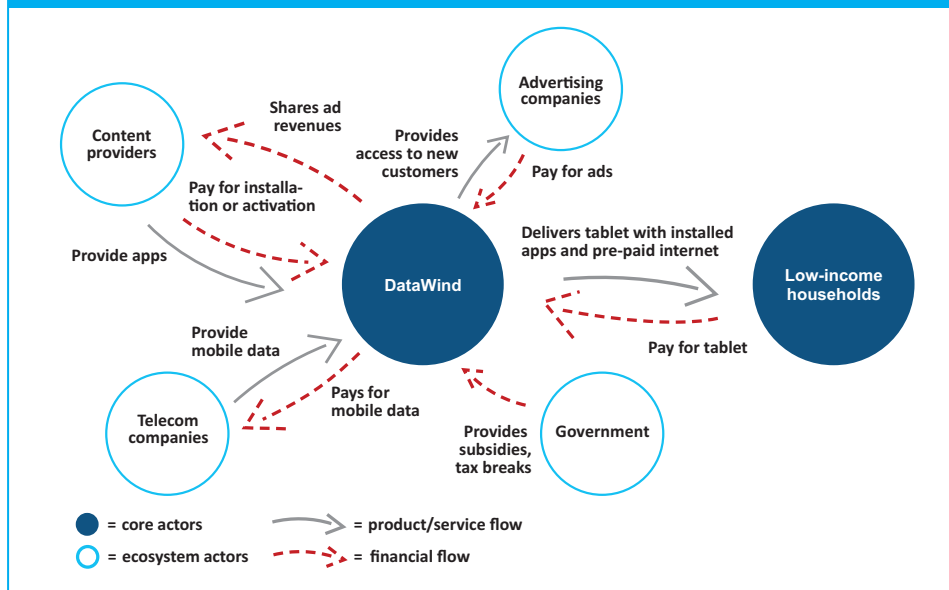 Advertising
companies
Shares ad
revenues
Content
providers
Provides
access to new
customers
Pay for ads
Pay for installa-
tion or activation
Delivers tablet with installed
apps and pre-paid internet
Provide apps
DataWind
Low-income
households
Provide
mobile data
Pay for tablet
Pays for
mobile data
Telecom
companies
Provides
subsidies,
tax breaks
Government
= core actors
= product/service flow
= ecosystem actors
= financial flow